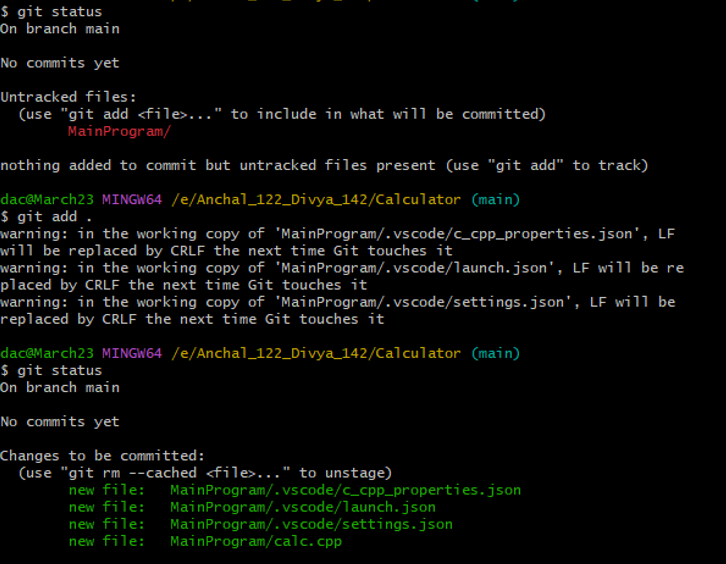 $ git status
On branch main

No commits yet

Untracked files:
  (use "git add <file>..." to include in what will be committed)
        MainProgram/

nothing added to commit but untracked files present (use "git add" to track)

dac@March23 MINGW64 /e/Anchal_122_Divya_142/Calculator (main)
$ git add .
warning: in the working copy of 'MainProgram/.vscode/c_cpp_properties.json', LF
will be replaced by CRLF the next time Git touches it
warning: in the working copy of 'MainProgram/.vscode/launch.json', LF will be re
placed by CRLF the next time Git touches it
warning: in the working copy of 'MainProgram/.vscode/settings.json', LF will be
replaced by CRLF the next time Git touches it

dac@March23 MINGW64 /e/Anchal_122_Divya_142/Calculator (main)
$ git status
On branch main

No commits yet

Changes to be committed:
  (use "git rm --cached <file>..." to unstage)
        new file:   MainProgram/.vscode/c_cpp_properties.json
        new file:   MainProgram/.vscode/launch.json
        new file:   MainProgram/.vscode/settings.json
        new file:   MainProgram/calc.cpp